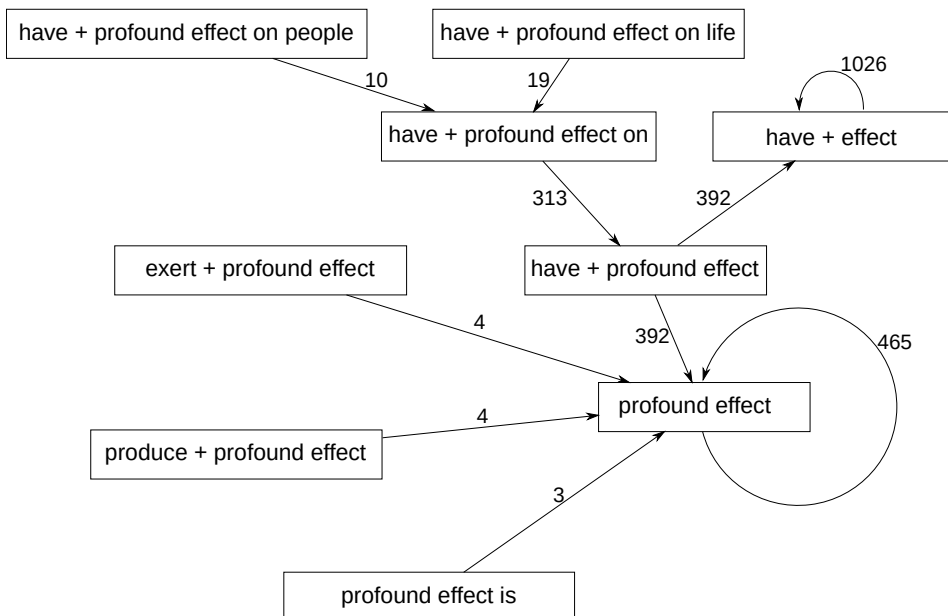 have + profound effect on people
have + profound effect on life
1026
10
19
have + profound effect on
have + effect
313
392
exert + profound effect
have + profound effect
4
392
465
profound effect
4
produce + profound effect
3
profound effect is